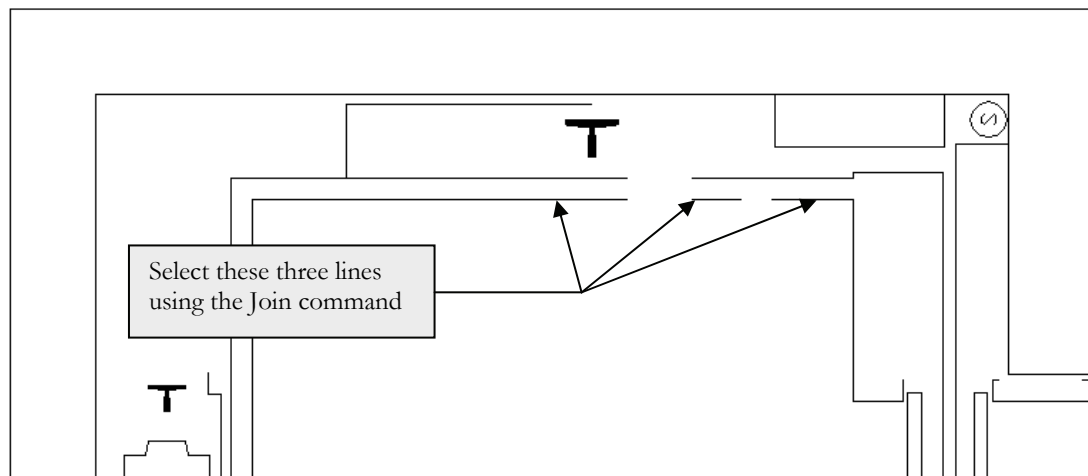 Select these three lines
using the Join command
S